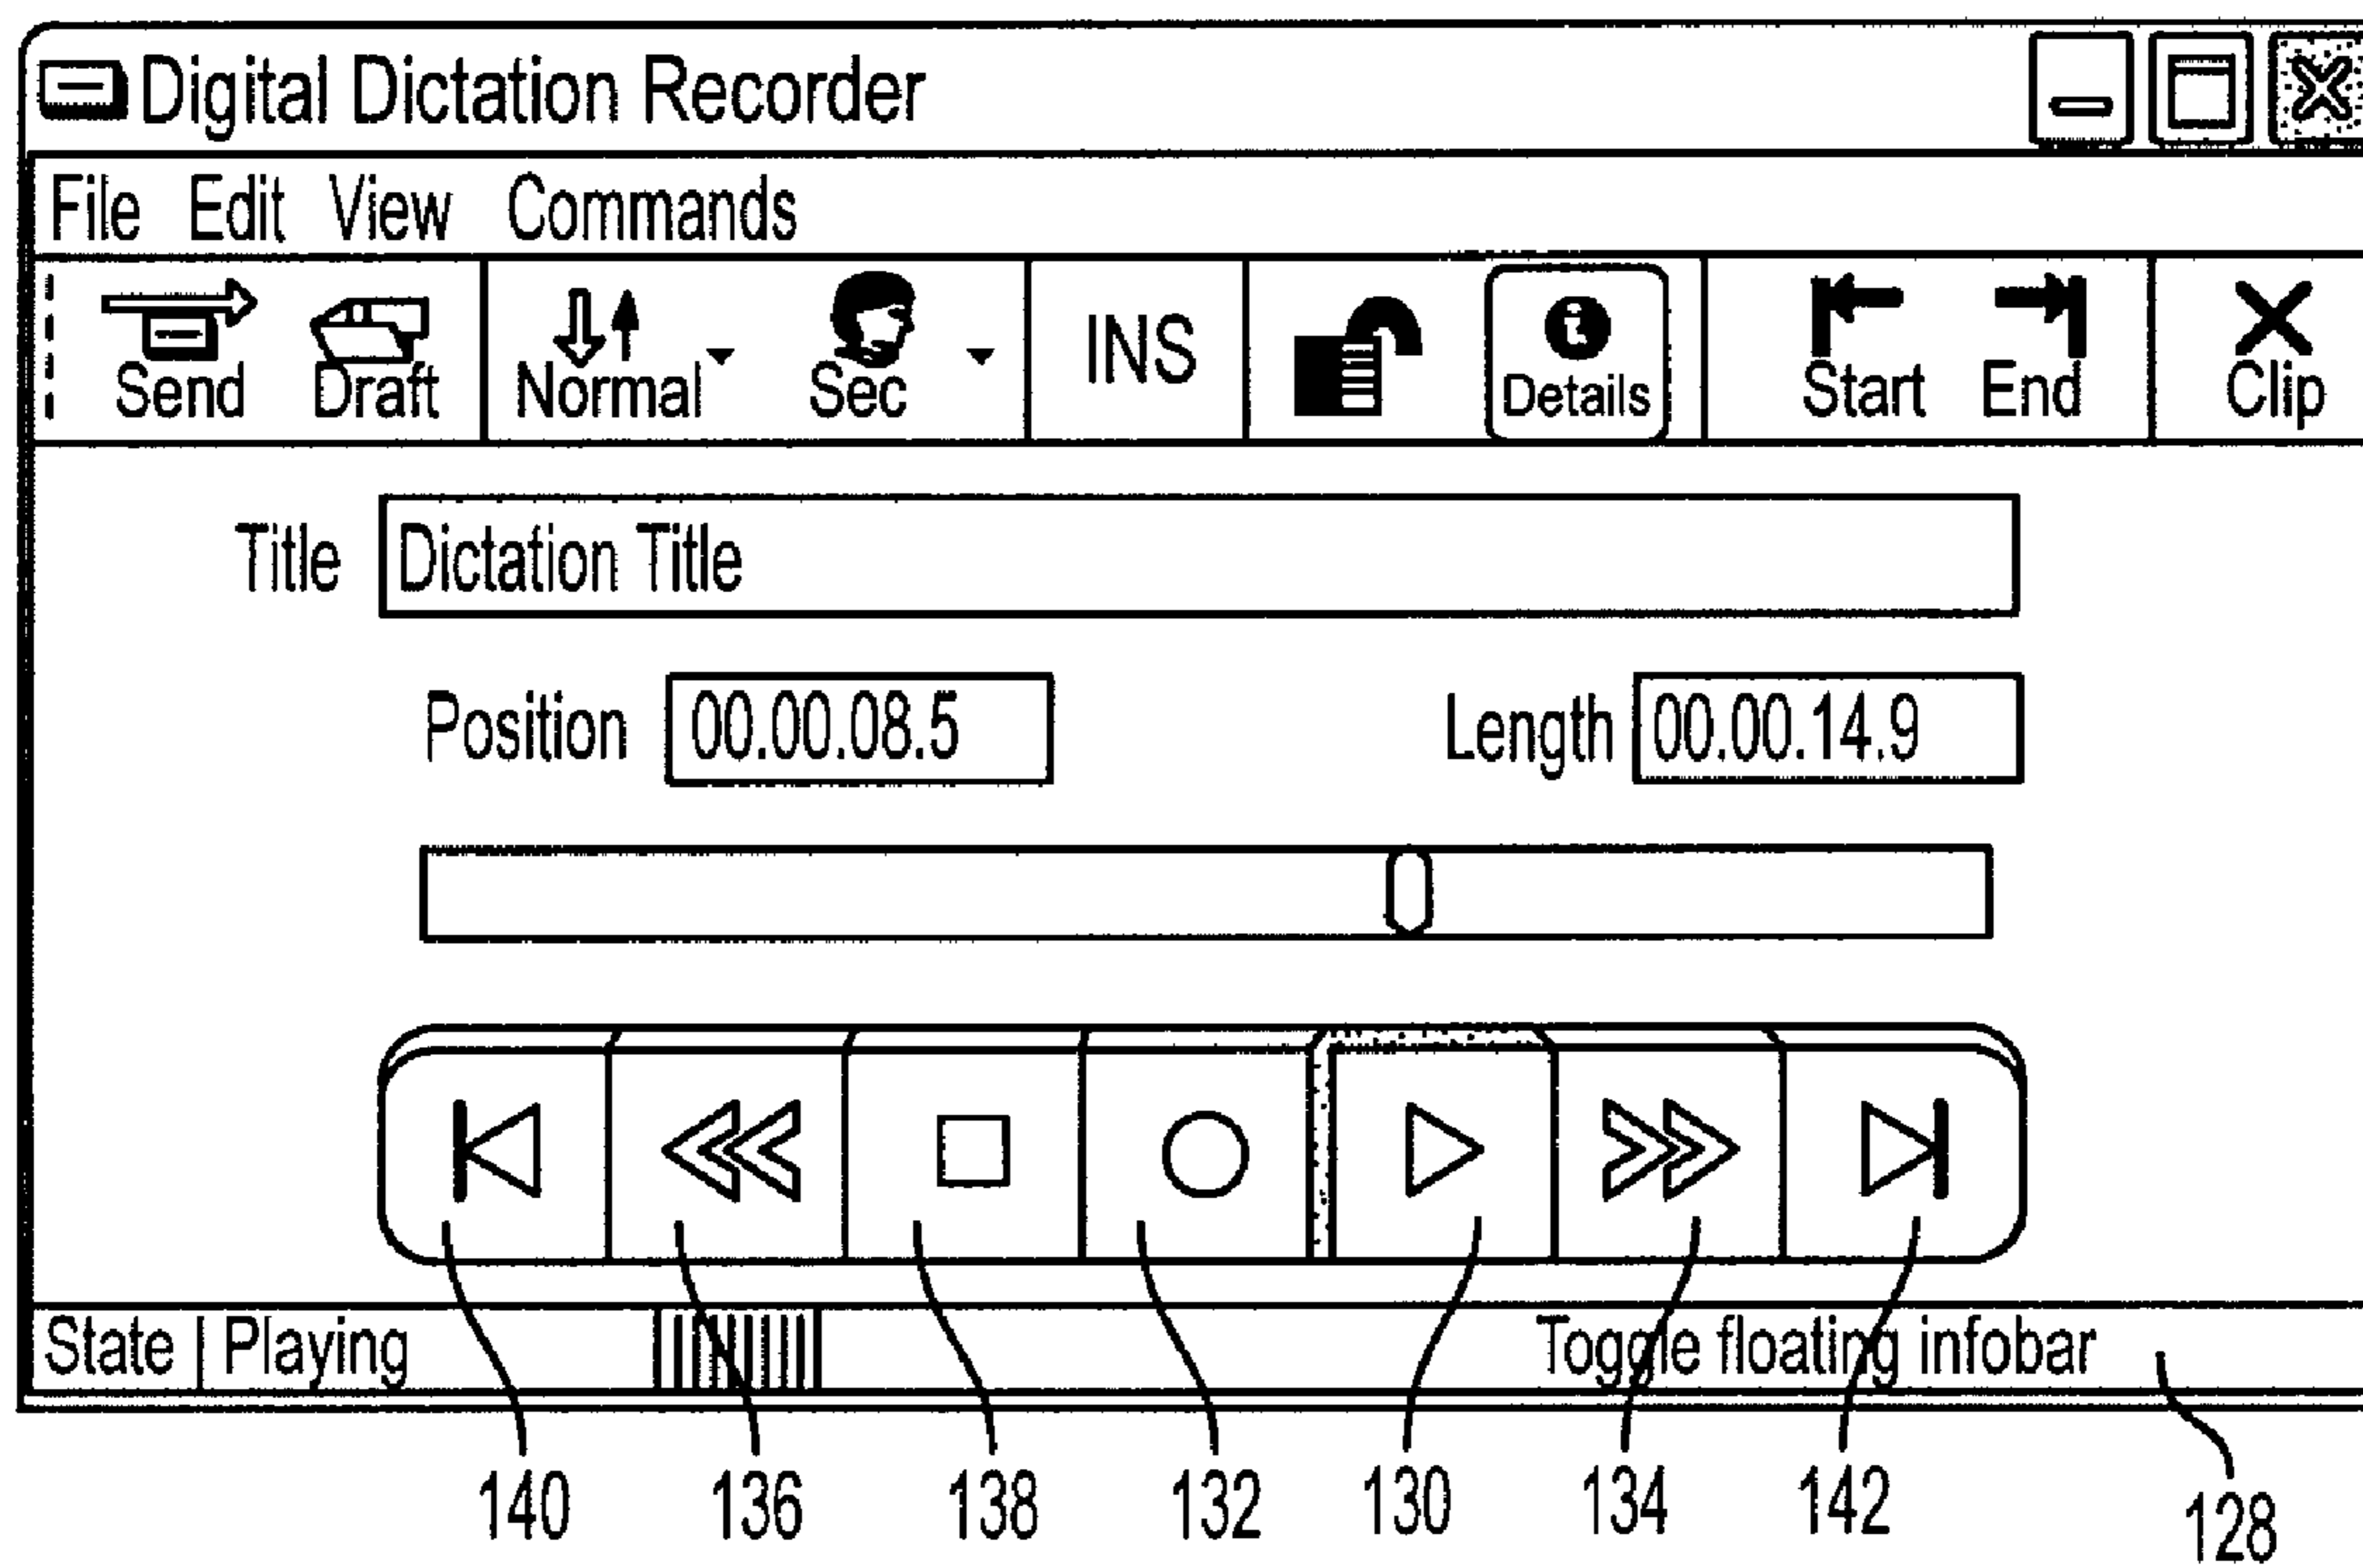 Digital Dictation Recorder
File Edit View Commands
Send Draft Normal Sec INS Details Start End Clip
Title Dictation Title
Position 00.00.08.5 Length 00.00.14.9
State | Playing Toggle floating infobar
140 136 138 132 130 134 142 128